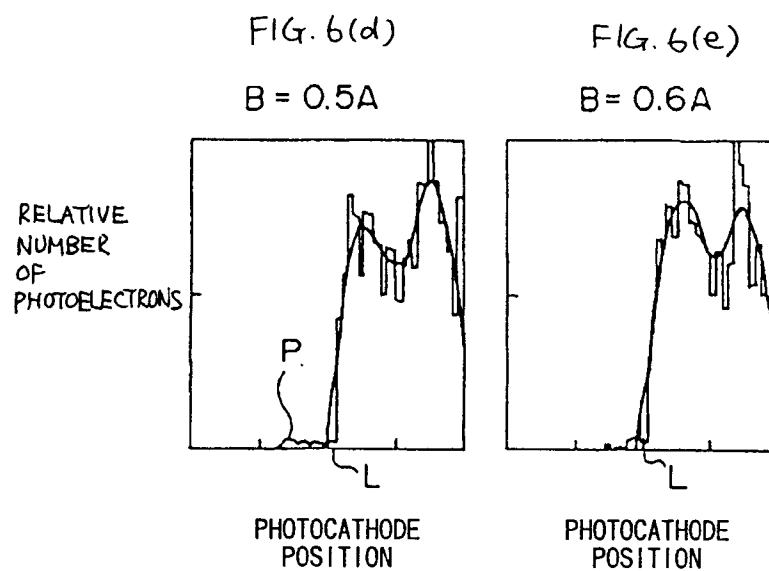 FIG. 6(d)
FIG. 6(e)
B = 0.5A
B = 0.6A
RELATIVE
NUMBER
OF
PHOTOELECTRONS
P.
L
L
PHOTOCATHODE
POSITION
PHOTOCATHODE
POSITION